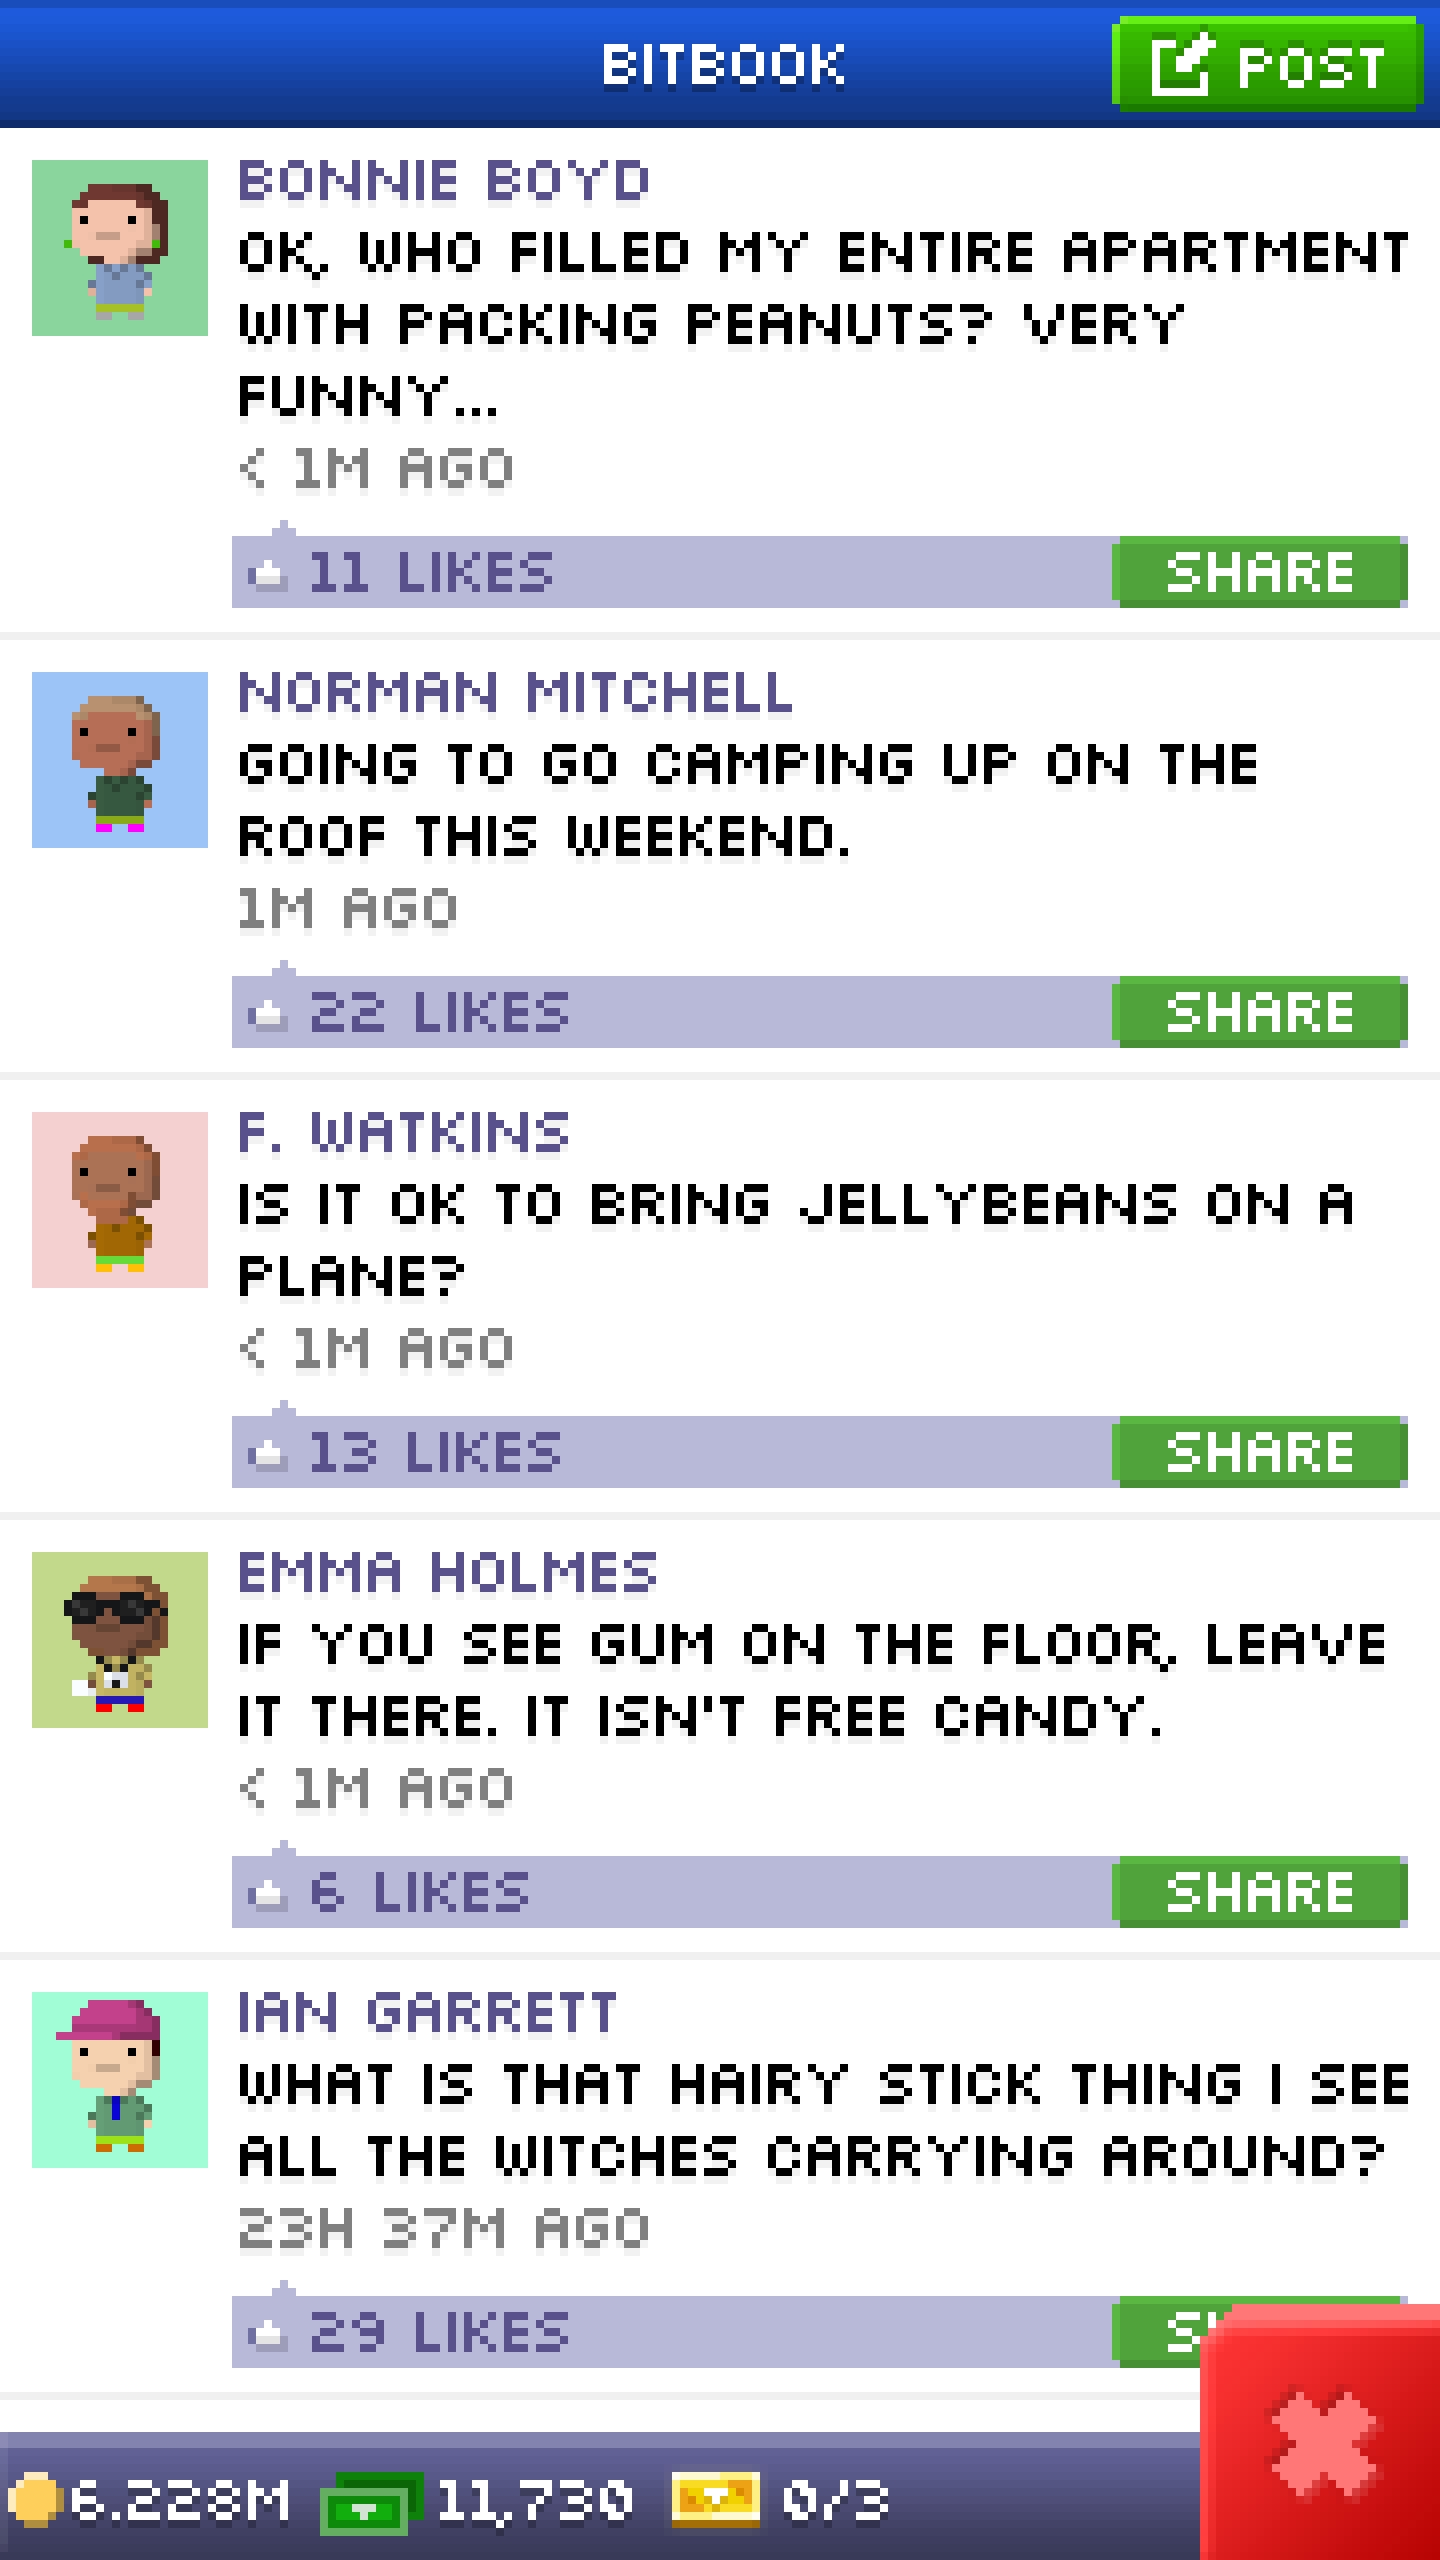 BITBOOK
POST
BONNIE BOYD
OK, WHO FILLED MY ENTIRE APARTMENT
WITH PACKING PEANUTS? VERY
FUNNY...
< 1M AGO
11 LIKES
SHARE
NORMAN MITCHELL
GOING TO GO CAMPING UP ON THE
ROOF THIS WEEKEND.
1M AGO
22 LIKES
SHARE
F. WATKINS
IS IT OK TO BRING JELLYBEANS ON A
PLANE?
< 1M AGO
13 LIKES
SHARE
EMMA HOLMES
IF YOU SEE GUM ON THE FLOOR, LEAVE
IT THERE. IT ISN'T FREE CANDY.
< 1M AGO
6 LIKES
SHARE
IAN GARRETT
WHAT IS THAT HAIRY STICK THING I SEE
ALL THE WITCHES CARRYING AROUND?
23H 37M AGO
29 LIKES
6.228M
11,730
0/3